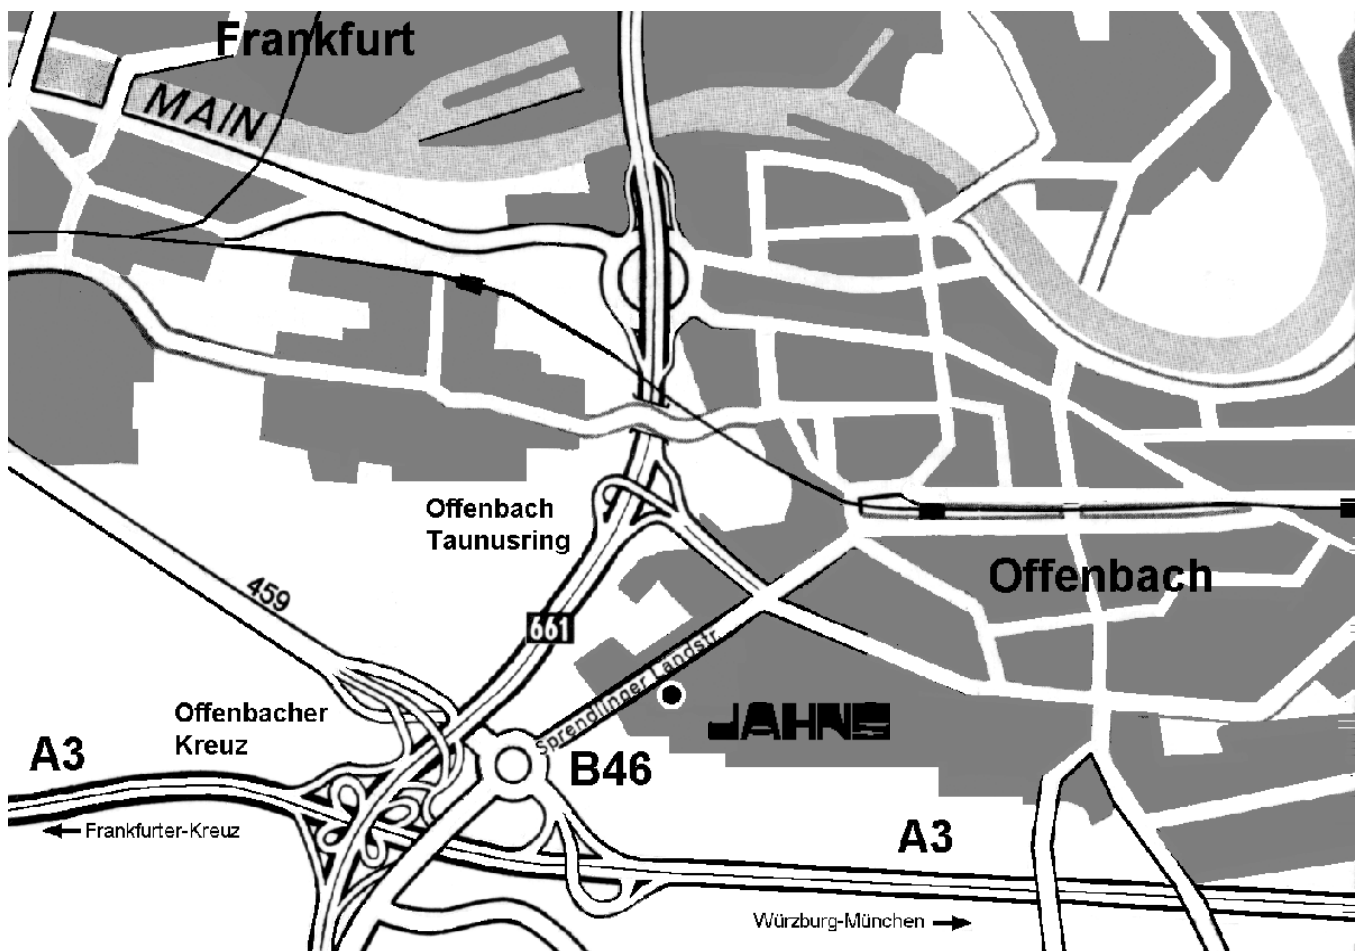 Frankfurt
MAIN
Offenbach
Taunusring
Offenbach
459
661
Sprendlinger Landstr.
Offenbacher
Kreuz
JAHNS
A3
B46
Frankfurter-Kreuz
A3
Würzburg-München